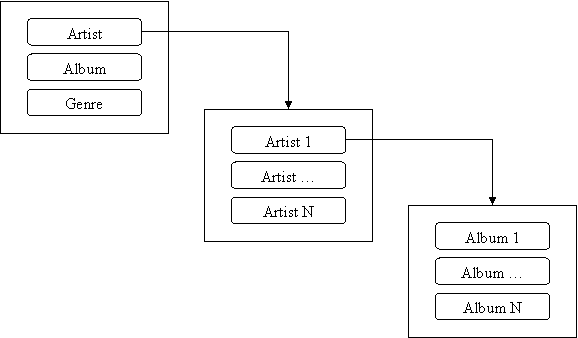 Artist
Album
Genre
Artist 1
Artist ...
Artist N
Album 1
Album ...
Album N